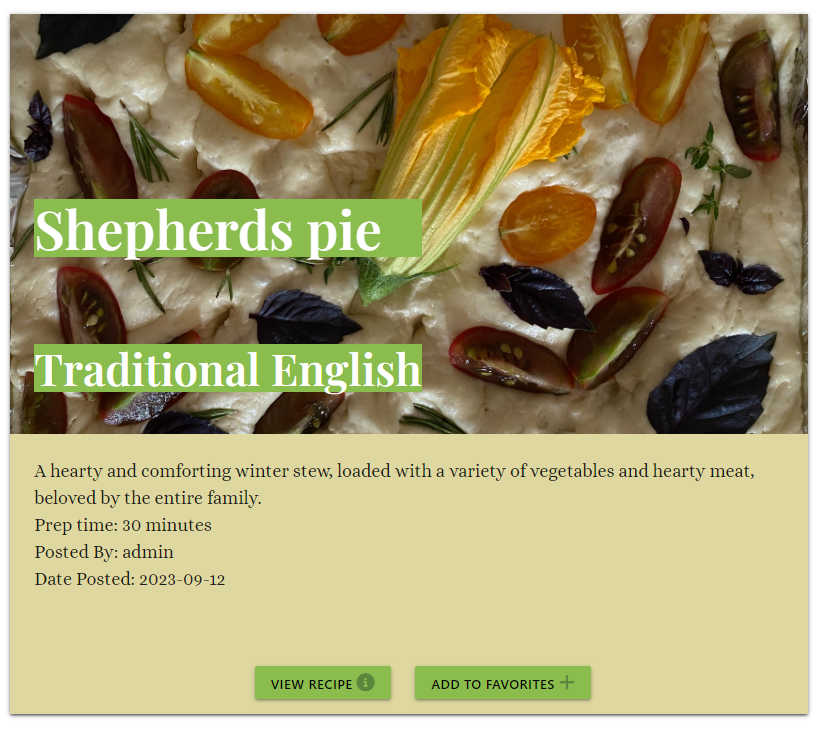 Shepherds pie
Traditional English
A hearty and comforting winter stew, loaded with a variety of vegetables and hearty meat,
beloved by the entire family.
Prep time: 30 minutes
Posted By: admin
Date Posted: 2023-09-12
VIEW RECIPE
ADD TO FAVORITES